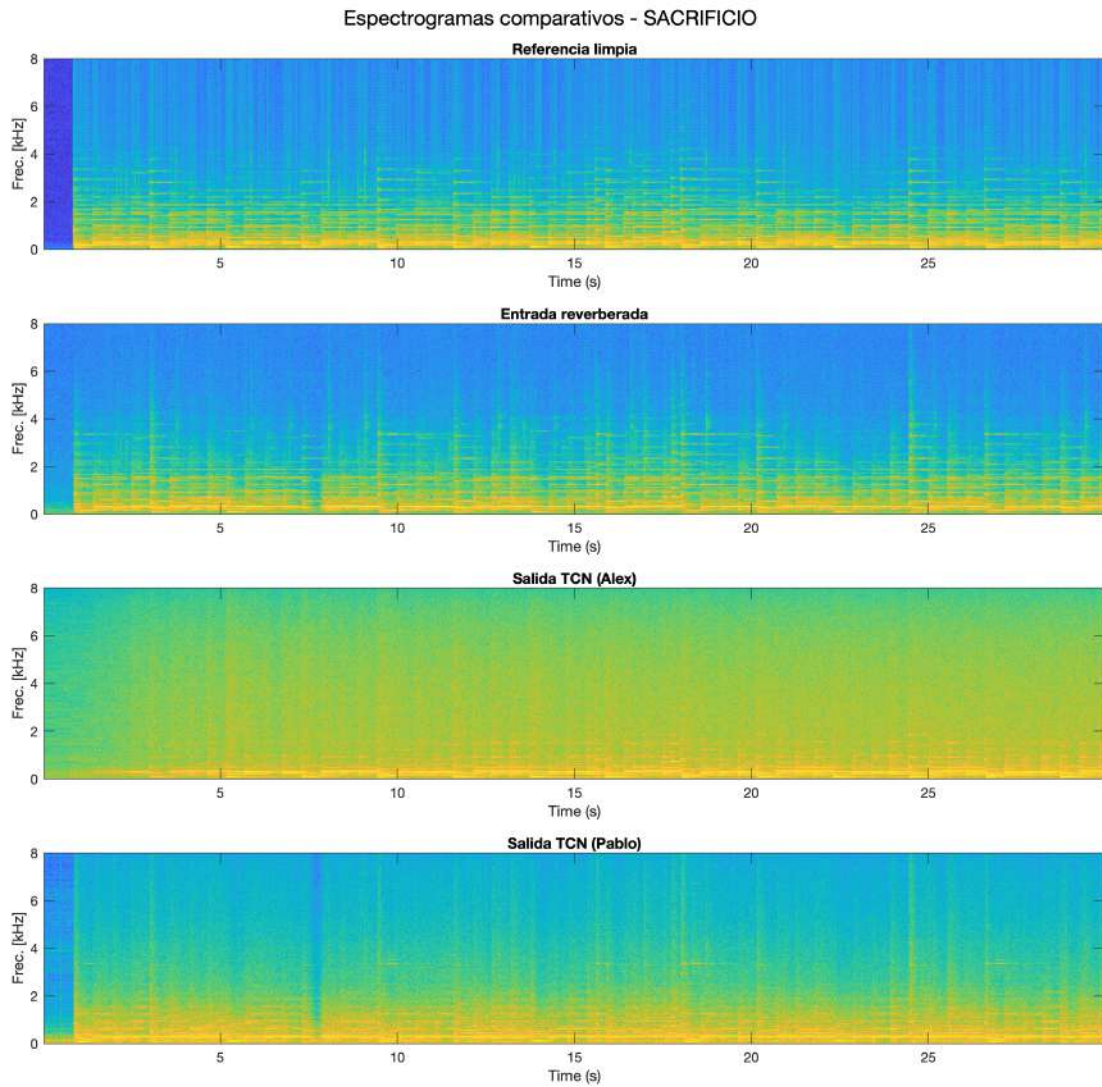 Espectrogramas comparativos - SACRIFICIO
Referencia limpia
8
6
4
2
0
Frec. [kHz]
5 10 15 20 25
Time (s)
Entrada reverberada
8
6
4
2
0
Frec. [kHz]
5 10 15 20 25
Time (s)
Salida TCN (Alex)
8
6
4
2
0
Frec. [kHz]
5 10 15 20 25
Time (s)
Salida TCN (Pablo)
8
6
4
2
0
Frec. [kHz]
5 10 15 20 25
Time (s)